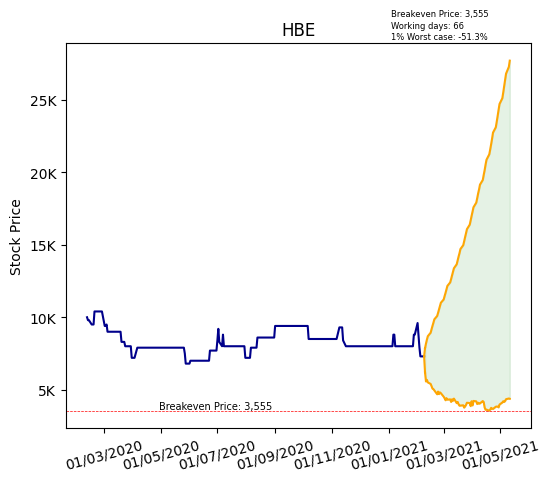 Breakeven Price: 3,555
Working days: 66
1% Worst case: -51.3%
HBE
Stock Price
25K
20K
15K
10K
5K
Breakeven Price: 3,555
01/03/2020 01/05/2020 01/07/2020 01/09/2020 01/11/2020 01/01/2021 01/03/2021 01/05/2021